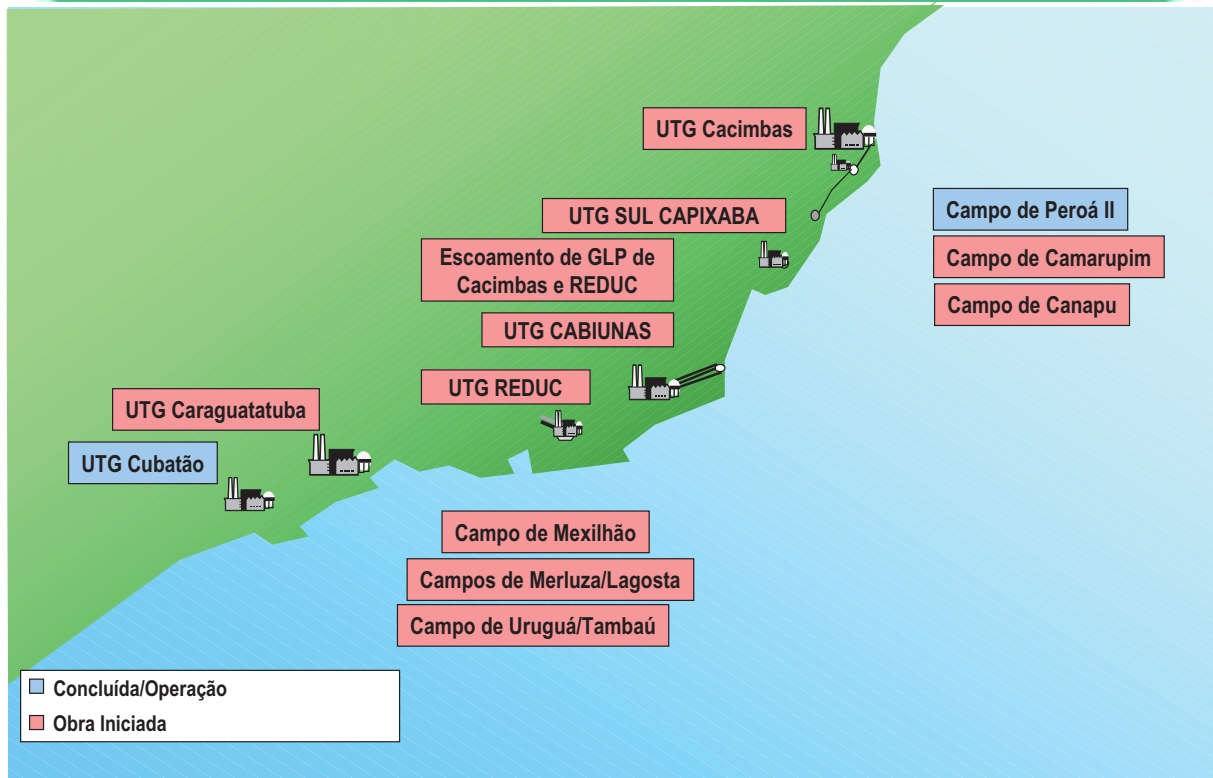 UTG Cacimbas
UTG SUL CAPIXABA
Escoamento de GLP de
Cacimbas e REDUC
UTG CABIUNAS
UTG REDUC
UTG Caraguatatuba
UTG Cubatão
Campo de Peroá II
Campo de Camarupim
Campo de Canapu
Campo de Mexilhão
Campos de Merluza/Lagosta
Campo de Uruguá/Tambaú
Concluída/Operação
Obra Iniciada